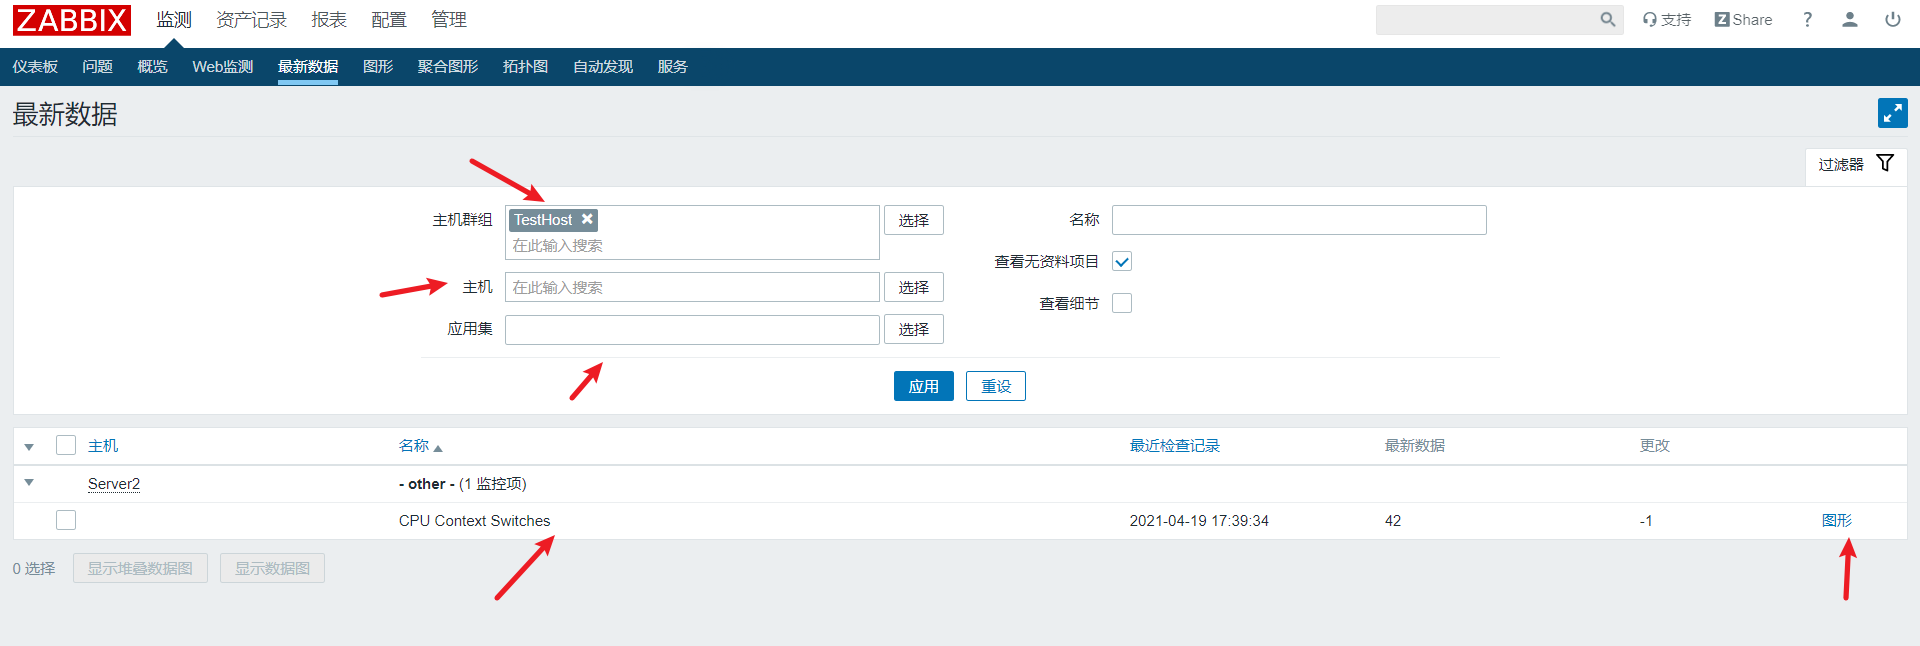 ZABBIX 监测 资产记录 报表 配置 管理 支持 Z Share ?
仪表板 问题 概览 Web监测 最新数据 图形 聚合图形 拓扑图 自动发现 服务
最新数据
过滤器
主机群组 TestHost 选择 名称
在此输入搜索
查看无资料项目
主机 在此输入搜索 选择
查看细节
应用集 选择
应用 重设
主机 名称 最近检查记录 最新数据 更改
Server2 - other - (1 监控项)
CPU Context Switches 2021-04-19 17:39:34 42 -1 图形
0 选择 显示堆叠数据图 显示数据图